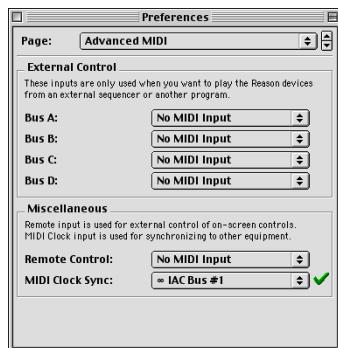 Preferences
Page: Advanced MIDI
External Control
These inputs are only used when you want to play the Reason devices
from an external sequencer or another program.
Bus A: No MIDI Input
Bus B: No MIDI Input
Bus C: No MIDI Input
Bus D: No MIDI Input
Miscellaneous
Remote input is used for external control of on-screen controls.
MIDI Clock input is used for synchronizing to other equipment.
Remote Control: No MIDI Input
MIDI Clock Sync: ∞ IAC Bus #1